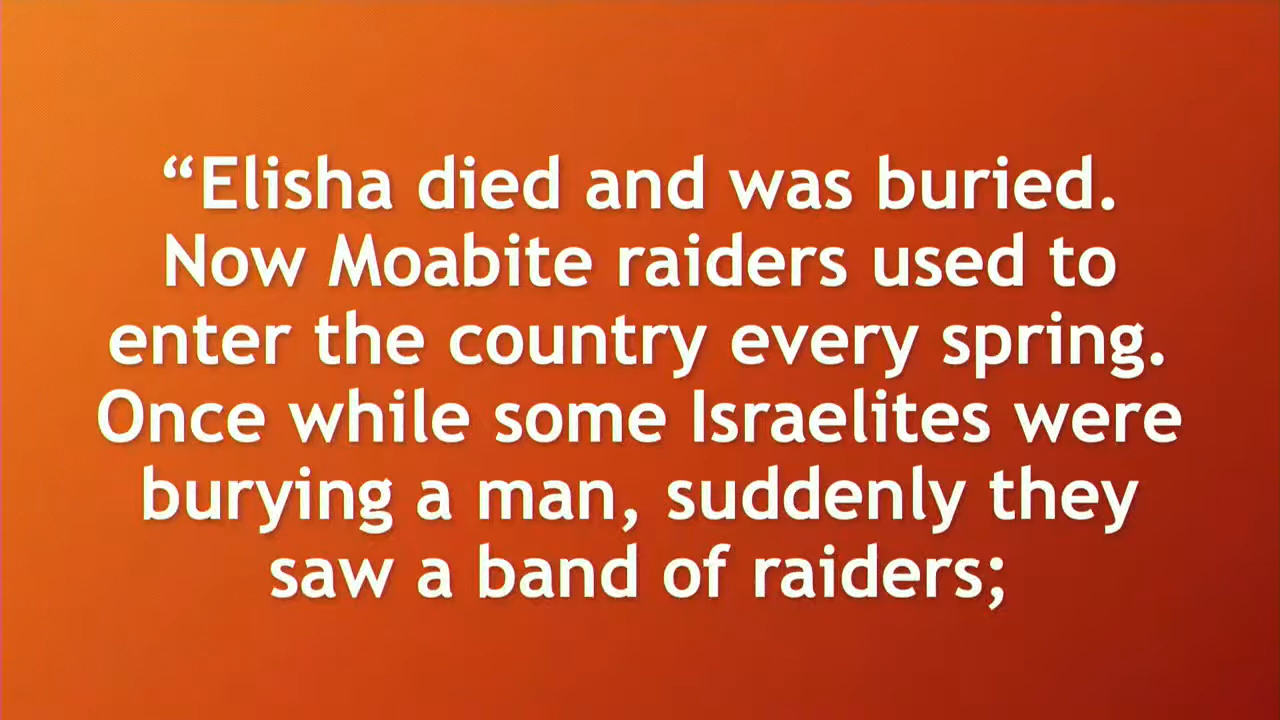 “Elisha died and was buried.
Now Moabite raiders used to
enter the country every spring.
Once while some Israelites were
burying a man, suddenly they
saw a band of raiders;